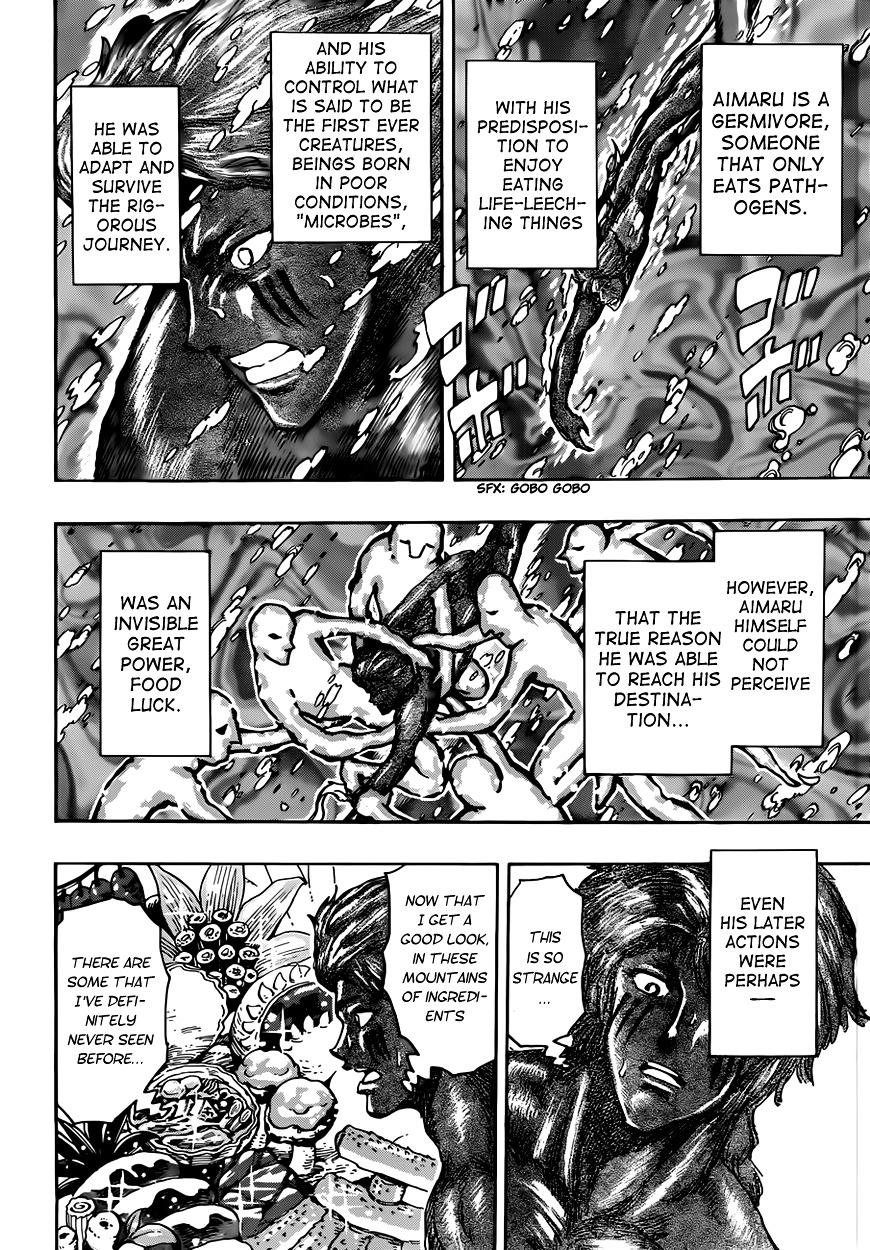 AIMARU IS A
GERMIVORE,
SOMEONE
THAT ONLY
EATS PATH-
OGENS.
WITH HIS
PREDISPOSI-
TION TO
ENJOY
EATING
LIFE-LEECH-
ING THINGS
ゴボ
ゴボ
SFX: GOBO GOBO
AND HIS
ABILITY TO
CONTROL WHAT
IS SAID TO BE
THE FIRST EVER
CREATURES,
BEINGS BORN
IN POOR
CONDITIONS,
"MICROBES",
HE WAS
ABLE TO
ADAPT AND
SURVIVE
THE RIG-
OROUS
JOURNEY.
HOWEVER,
AIMARU
HIMSELF
COULD
NOT
PERCEIVE
THAT THE
TRUE REASON
HE WAS ABLE
TO REACH HIS
DESTINA-
TION...
WAS AN
INVISIBLE
GREAT
POWER,
FOOD
LUCK.
EVEN
HIS LATER
ACTIONS
WERE
PERHAPS
—
THIS
IS SO
STRANGE
...
NOW THAT
I GET A
GOOD LOOK,
IN THESE
MOUNTAINS
OF INGREDI-
ENTS
THERE ARE
SOME THAT
I'VE DEFI-
NITELY
NEVER SEEN
BEFORE...